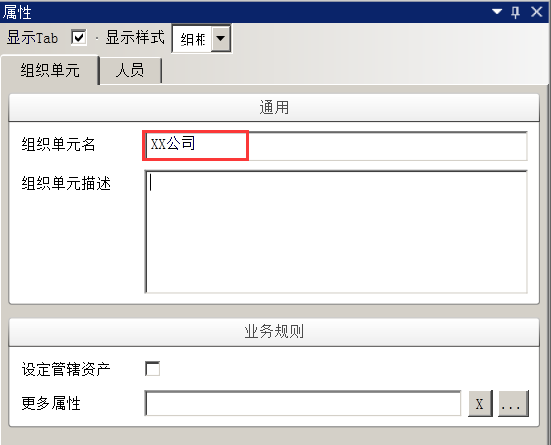 属性
显示Tab · 显示样式 细
组织单元 人员
通用
组织单元名 XX公司
组织单元描述
业务规则
设定管辖资产
更多属性 X ...